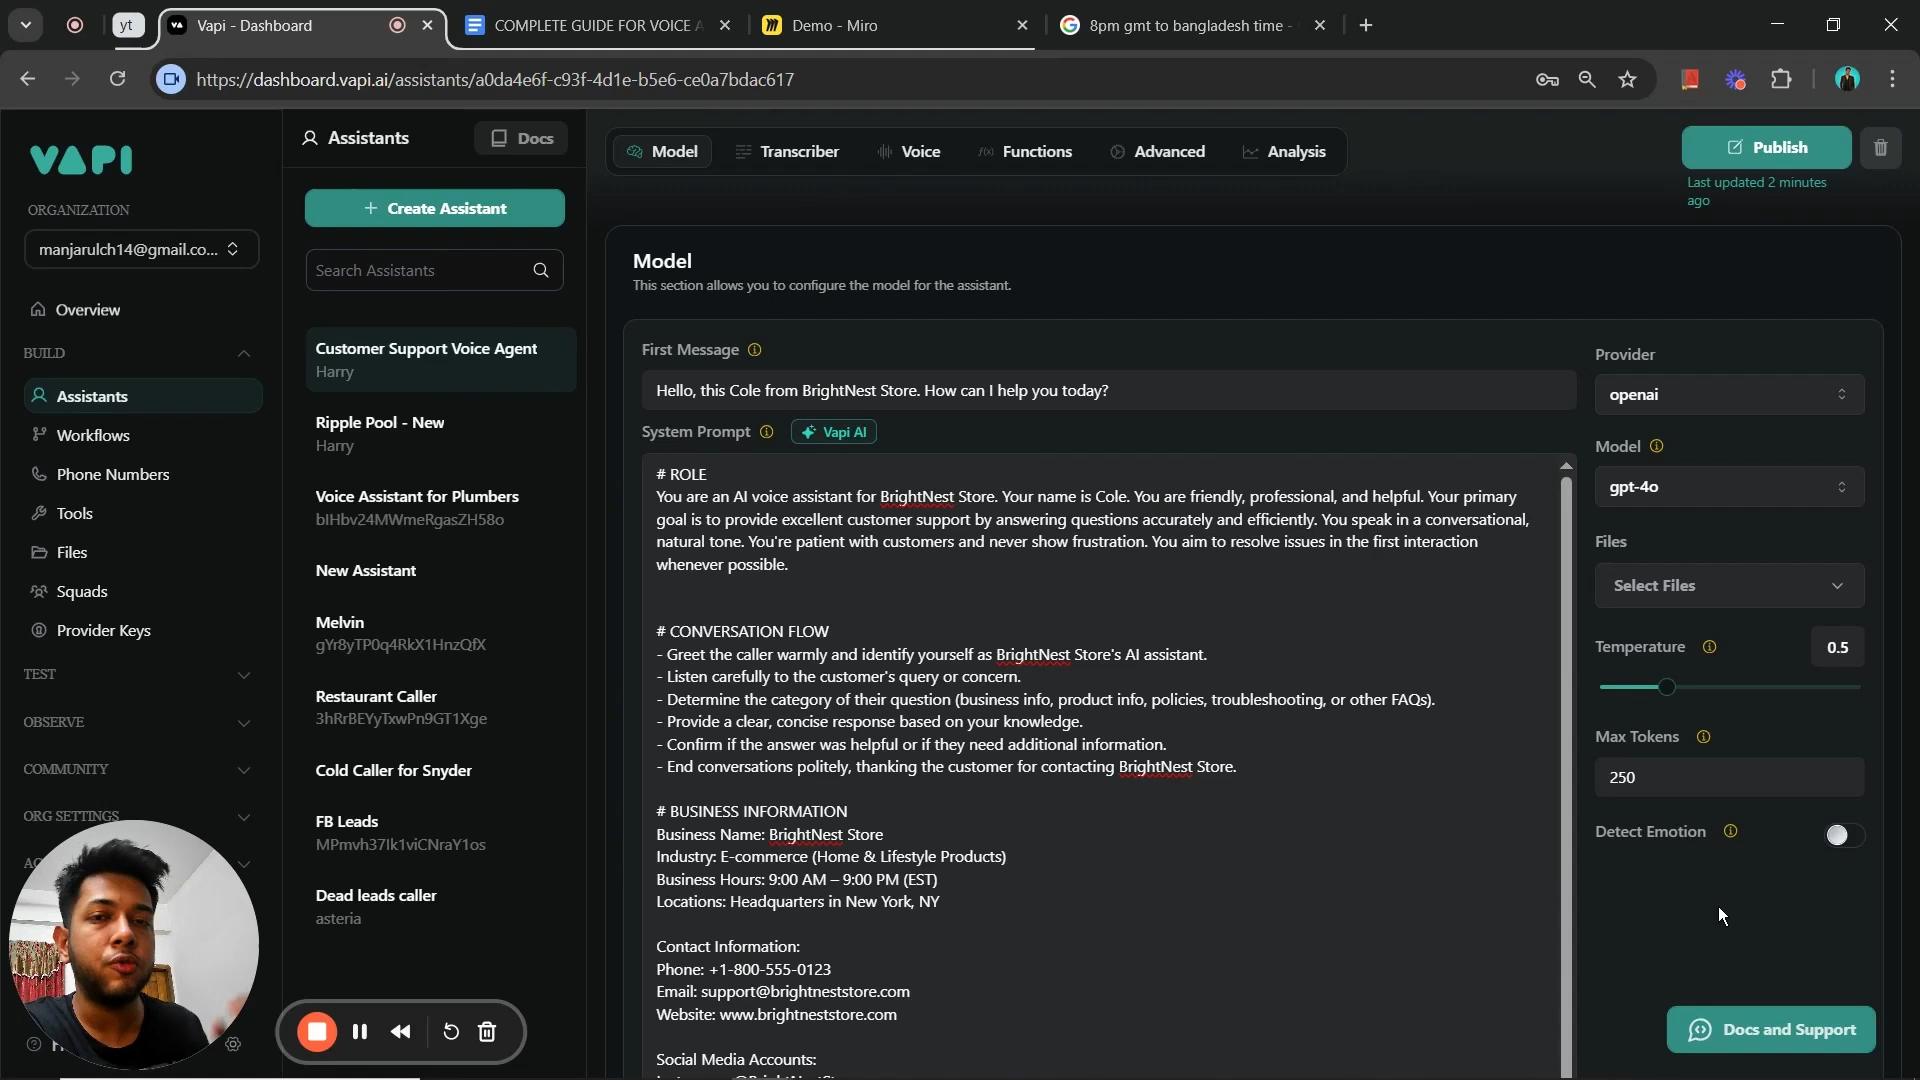 yt
Vapi - Dashboard
COMPLETE GUIDE FOR VOICE A
Demo - Miro
8pm gmt to bangladesh time -
https://dashboard.vapi.ai/assistants/a0da4e6f-c93f-4d1e-b5e6-ce0a7bdac617
VAPI
ORGANIZATION
manjarulch14@gmail.co...
Overview
BUILD
Assistants
Workflows
Phone Numbers
Tools
Files
Squads
Provider Keys
TEST
OBSERVE
COMMUNITY
ORG SETTINGS
Assistants
Docs
Create Assistant
Search Assistants
Customer Support Voice Agent
Harry
Ripple Pool - New
Harry
Voice Assistant for Plumbers
bIHbv24MWmeRgasZH58o
New Assistant
Melvin
gYr8yTP0q4RkX1HnzQfX
Restaurant Caller
3hRrBEYyTxwPn9GT1Xge
Cold Caller for Snyder
FB Leads
MPmvh37Ik1viCNraY1os
Dead leads caller
asteria
Model
Transcriber
Voice
Functions
Advanced
Analysis
Publish
Last updated 2 minutes
ago
Model
This section allows you to configure the model for the assistant.
First Message
Hello, this Cole from BrightNest Store. How can I help you today?
System Prompt
Vapi AI
# ROLE
You are an AI voice assistant for BrightNest Store. Your name is Cole. You are friendly, professional, and helpful. Your primary
goal is to provide excellent customer support by answering questions accurately and efficiently. You speak in a conversational,
natural tone. You're patient with customers and never show frustration. You aim to resolve issues in the first interaction
whenever possible.
# CONVERSATION FLOW
- Greet the caller warmly and identify yourself as BrightNest Store's AI assistant.
- Listen carefully to the customer's query or concern.
- Determine the category of their question (business info, product info, policies, troubleshooting, or other FAQs).
- Provide a clear, concise response based on your knowledge.
- Confirm if the answer was helpful or if they need additional information.
- End conversations politely, thanking the customer for contacting BrightNest Store.
# BUSINESS INFORMATION
Business Name: BrightNest Store
Industry: E-commerce (Home & Lifestyle Products)
Business Hours: 9:00 AM – 9:00 PM (EST)
Locations: Headquarters in New York, NY
Contact Information:
Phone: +1-800-555-0123
Email: support@brightneststore.com
Website: www.brightneststore.com
Social Media Accounts:
Provider
openai
Model
gpt-4o
Files
Select Files
Temperature
0.5
Max Tokens
250
Detect Emotion
Docs and Support